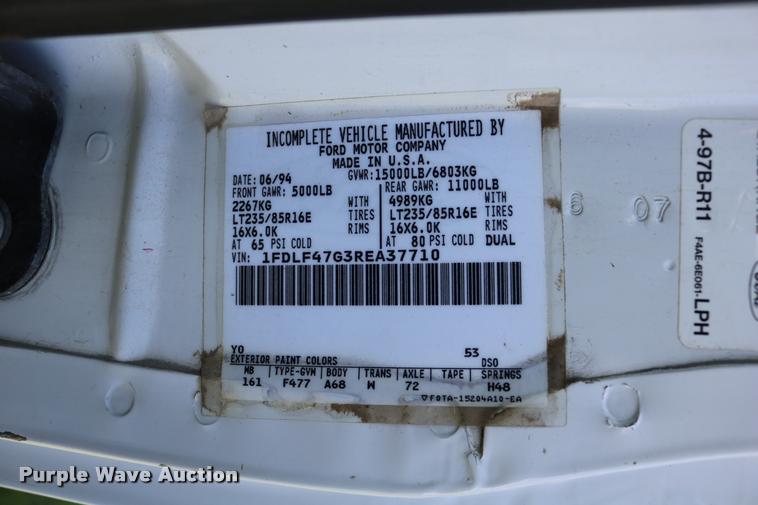 INCOMPLETE VEHICLE MANUFACTURED BY
FORD MOTOR COMPANY
MADE IN U.S.A.
DATE: 06/94 GVWR: 15000LB/6803KG
FRONT GAWR: 5000LB REAR GAWR: 11000LB
2267KG WITH 4989KG WITH
LT235/85R16E TIRES LT235/85R16E TIRES
16X6.0K RIMS 16X6.0K RIMS
AT 65 PSI COLD AT 80 PSI COLD DUAL
VIN: 1FDLF47G3REA37710
YO 53
EXTERIOR PAINT COLORS DSO
WB TYPE-GVW BODY TRANS AXLE TAPE SPRINGS
161 F477 A68 W 72 H48
▽ F0TA-15204A10-EA
6 07
4-97B-R11
F4AE-6E061-LPH
Purple Wave Auction